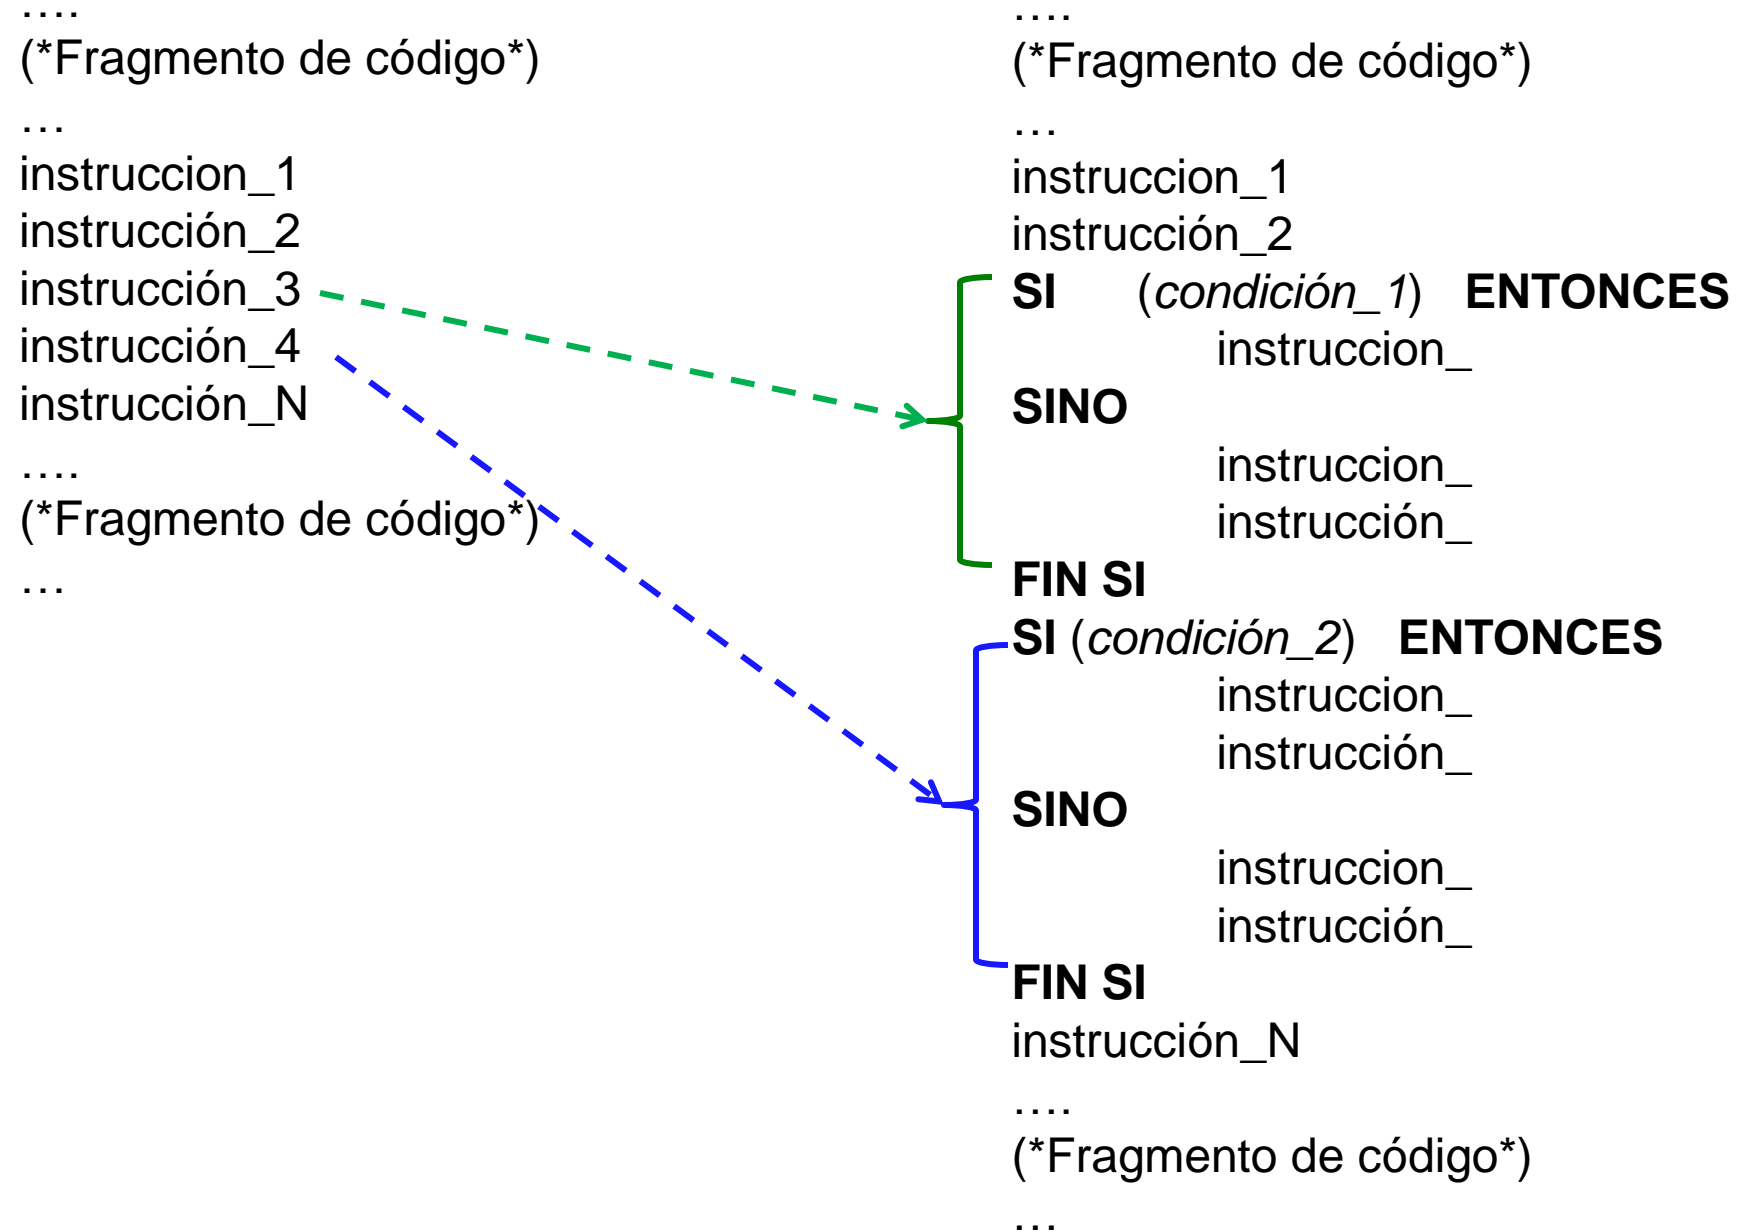 ….
(*Fragmento de código*)
…
instruccion_1
instrucción_2
instrucción_3
instrucción_4
instrucción_N
….
(*Fragmento de código*)
…
….
(*Fragmento de código*)
…
instruccion_1
instrucción_2
SI (condición_1) ENTONCES
instruccion_
SINO
instruccion_
instrucción_
FIN SI
SI (condición_2) ENTONCES
instruccion_
instrucción_
SINO
instruccion_
instrucción_
FIN SI
instrucción_N
….
(*Fragmento de código*)
…